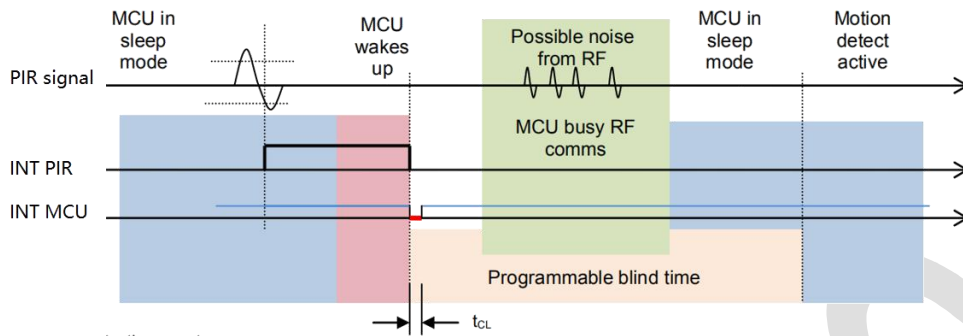 MCU in
sleep
mode
MCU
wakes
up
Possible noise
from RF
MCU in
sleep
mode
Motion
detect
active
PIR signal
MCU busy RF
comms
INT PIR
INT MCU
Programmable blind time
tCL